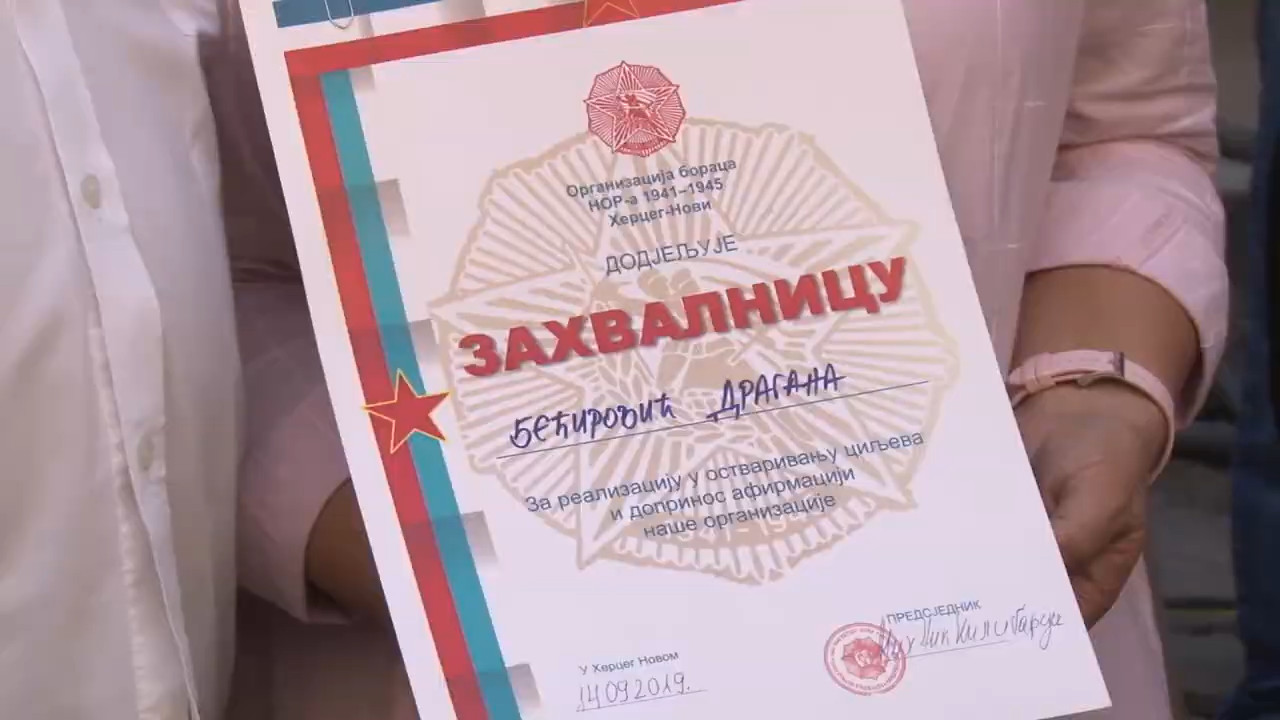 Организација бораца
НОР-а 1941–1945
Херцег-Нови
ДОДЈЕЉУЈЕ
ЗАХВАЛНИЦУ
БЕЋИРОВИЋ ДРАГАНА
За реализацију у остваривању циљева
и допринос афирмацији
наше организације
ПРЕДСЈЕДНИК
У Херцег Новом
14.09.2019.